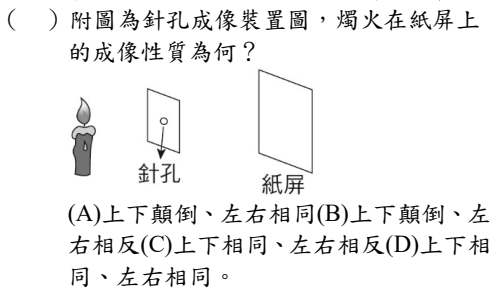 (　)附圖為針孔成像裝置圖，燭火在紙屏上
的成像性質為何？
針孔
紙屏
(A)上下顛倒、左右相同(B)上下顛倒、左
右相反(C)上下相同、左右相反(D)上下相
同、左右相同。